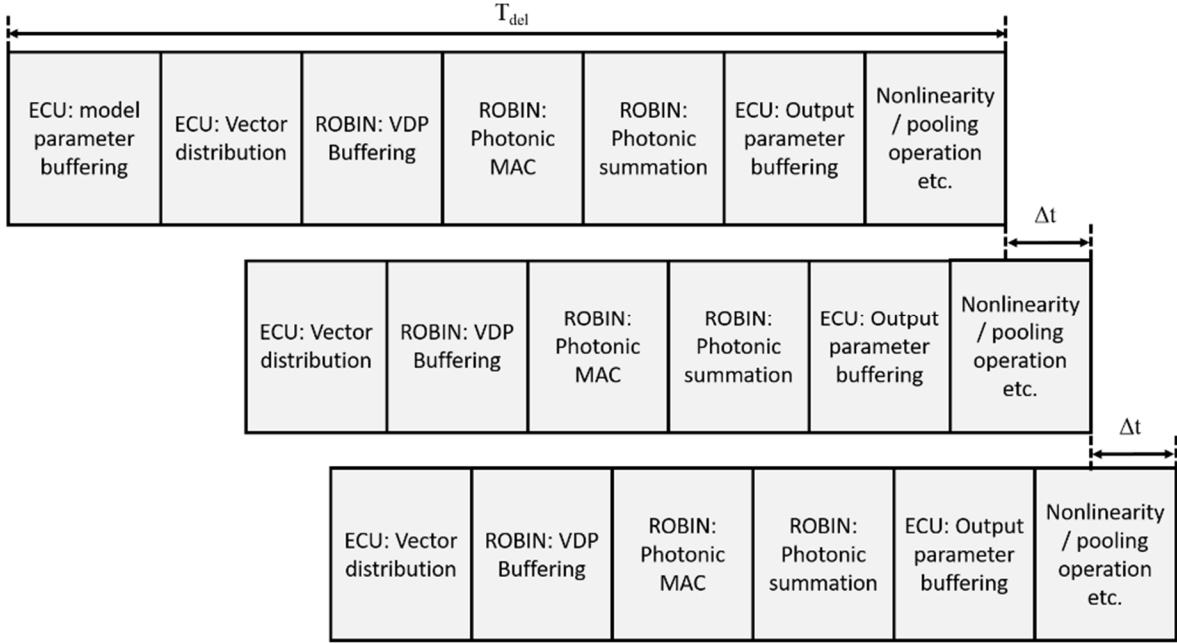 T_del
ECU: model
parameter
buffering
ECU: Vector
distribution
ROBIN: VDP
Buffering
ROBIN:
Photonic
MAC
ROBIN:
Photonic
summation
ECU: Output
parameter
buffering
Nonlinearity
/ pooling
operation
etc.
Δt
ECU: Vector
distribution
ROBIN: VDP
Buffering
ROBIN:
Photonic
MAC
ROBIN:
Photonic
summation
ECU: Output
parameter
buffering
Nonlinearity
/ pooling
operation
etc.
Δt
ECU: Vector
distribution
ROBIN: VDP
Buffering
ROBIN:
Photonic
MAC
ROBIN:
Photonic
summation
ECU: Output
parameter
buffering
Nonlinearity
/ pooling
operation
etc.